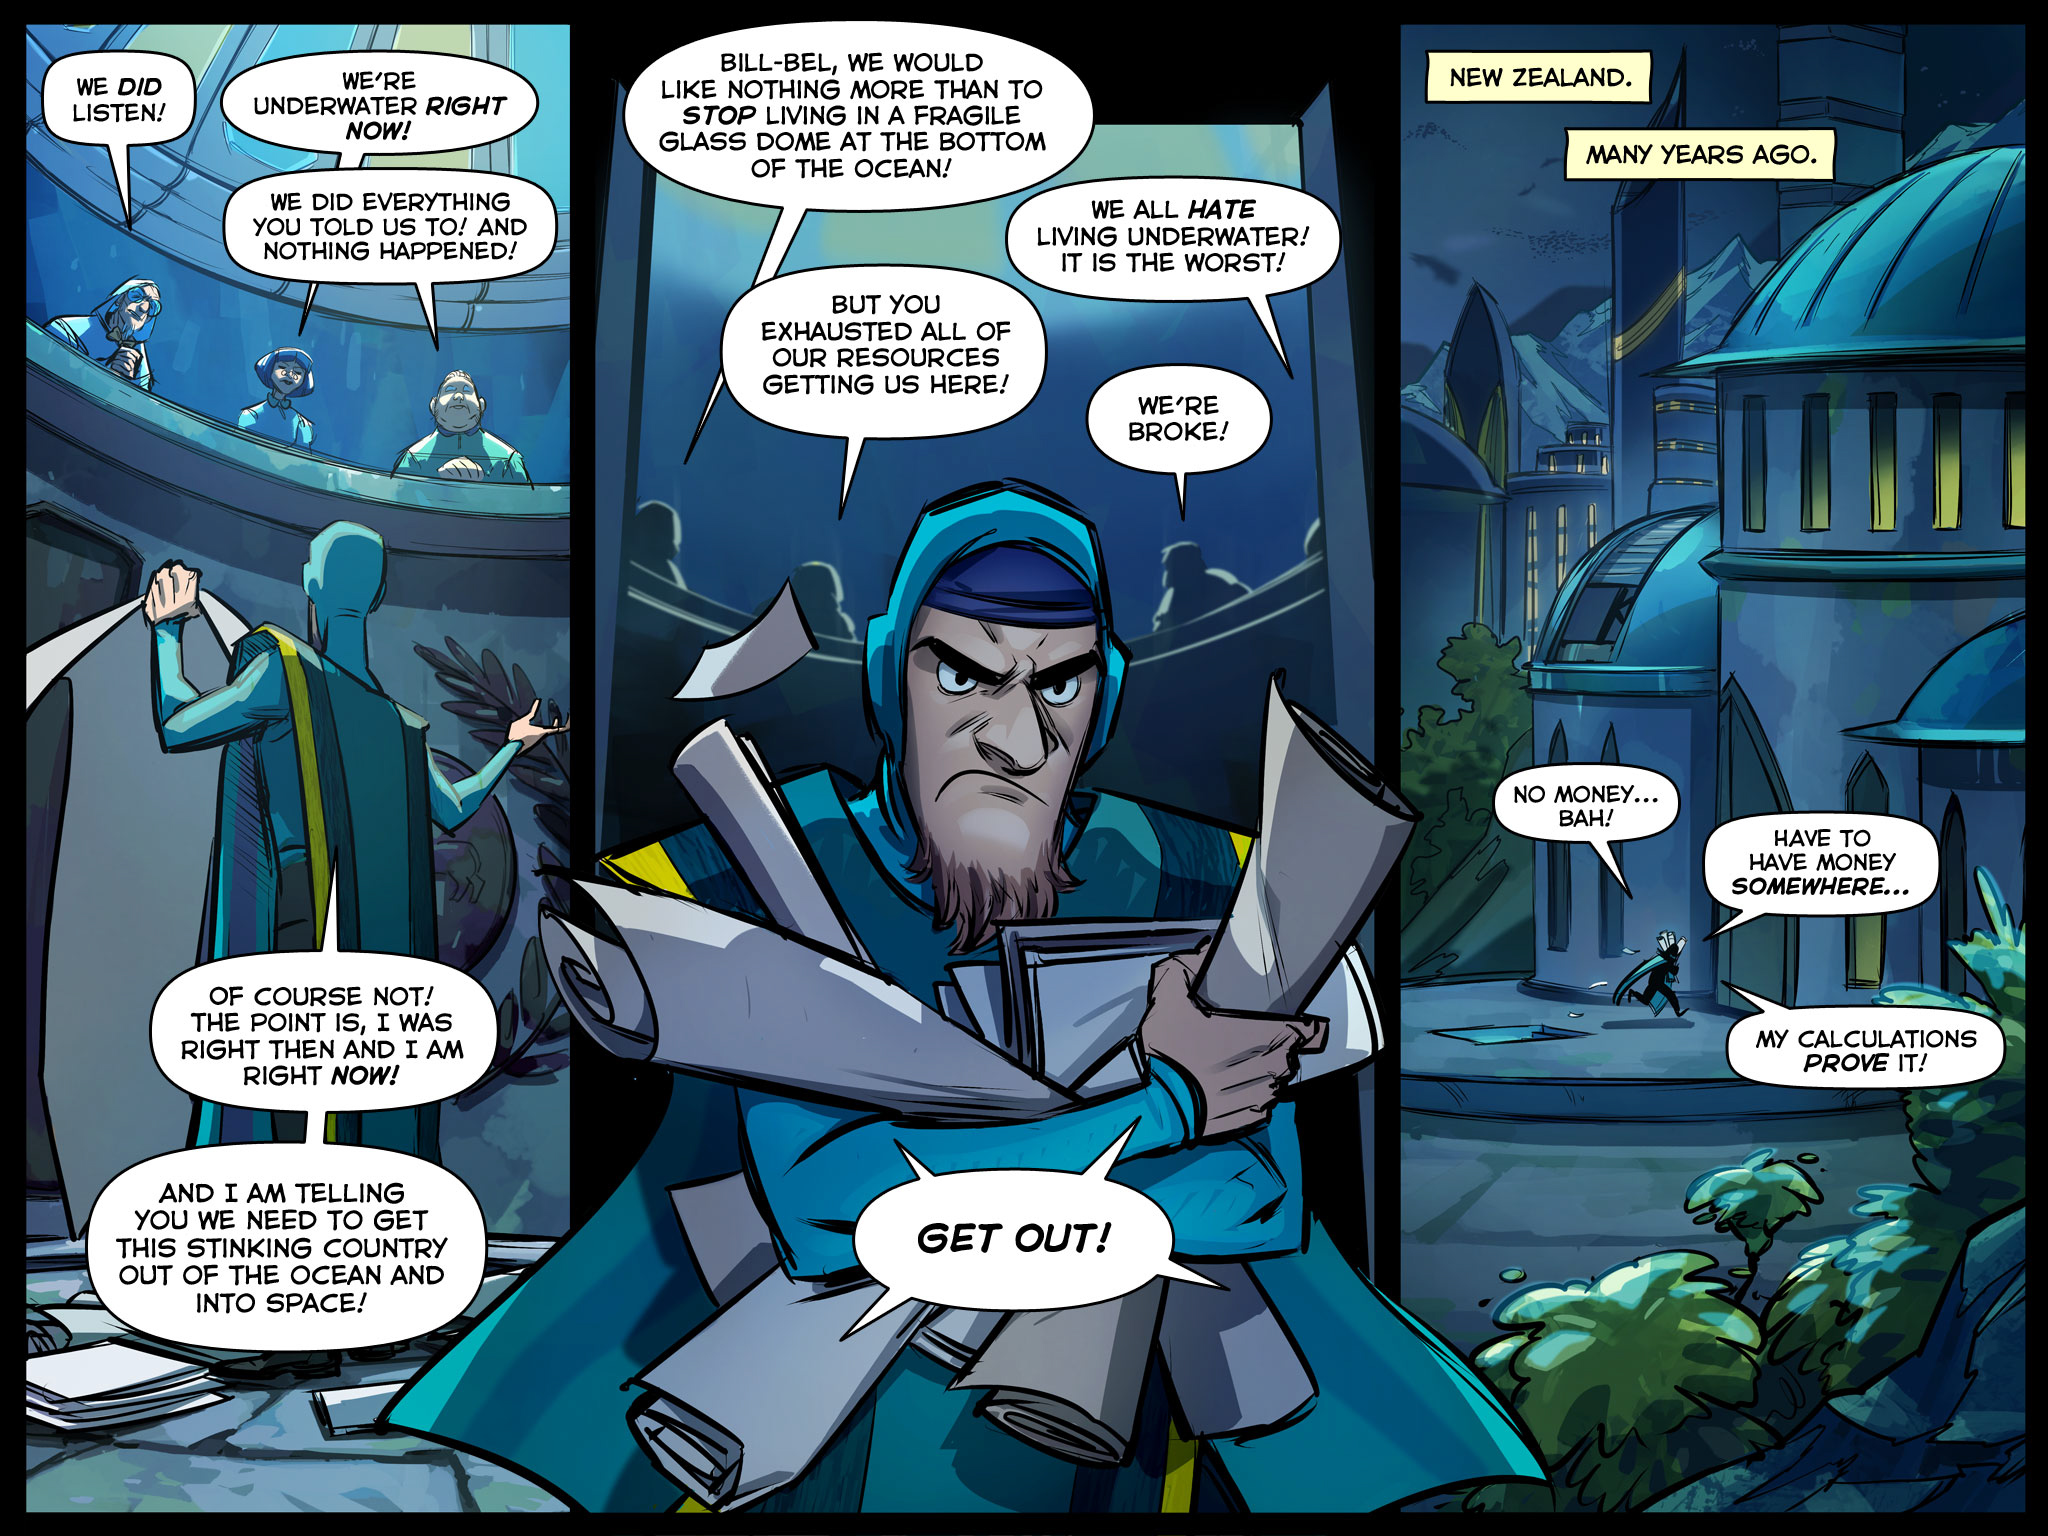 WE DID
LISTEN!
WE'RE
UNDERWATER RIGHT
NOW!
WE DID EVERYTHING
YOU TOLD US TO! AND
NOTHING HAPPENED!
OF COURSE NOT!
THE POINT IS, I WAS
RIGHT THEN AND I AM
RIGHT NOW!
AND I AM TELLING
YOU WE NEED TO GET
THIS STINKING COUNTRY
OUT OF THE OCEAN AND
INTO SPACE!
BILL-BEL, WE WOULD
LIKE NOTHING MORE THAN TO
STOP LIVING IN A FRAGILE
GLASS DOME AT THE BOTTOM
OF THE OCEAN!
WE ALL HATE
LIVING UNDERWATER!
IT IS THE WORST!
BUT YOU
EXHAUSTED ALL OF
OUR RESOURCES
GETTING US HERE!
WE'RE
BROKE!
GET OUT!
NEW ZEALAND.
MANY YEARS AGO.
NO MONEY...
BAH!
HAVE TO
HAVE MONEY
SOMEWHERE...
MY CALCULATIONS
PROVE IT!